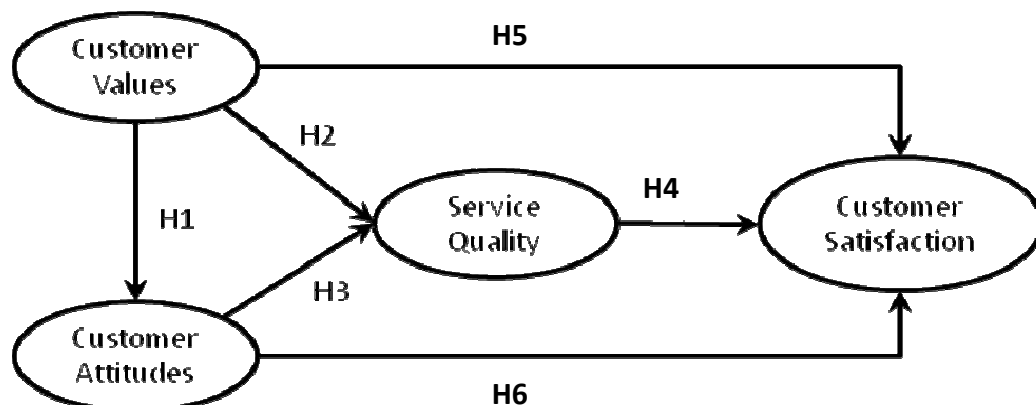 H5
Customer
Values
H2
H1
Service
Quality
H4
Customer
Satisfaction
H3
Customer
Attitudes
H6